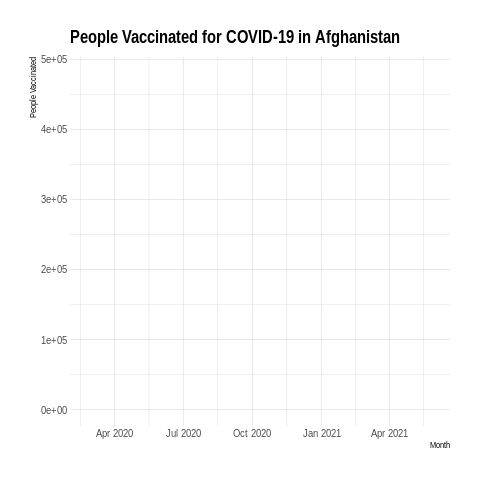 People Vaccinated for COVID-19 in Afghanistan
People Vaccinated
5e+05
4e+05
3e+05
2e+05
1e+05
0e+00
Apr 2020 Jul 2020 Oct 2020 Jan 2021 Apr 2021
Month